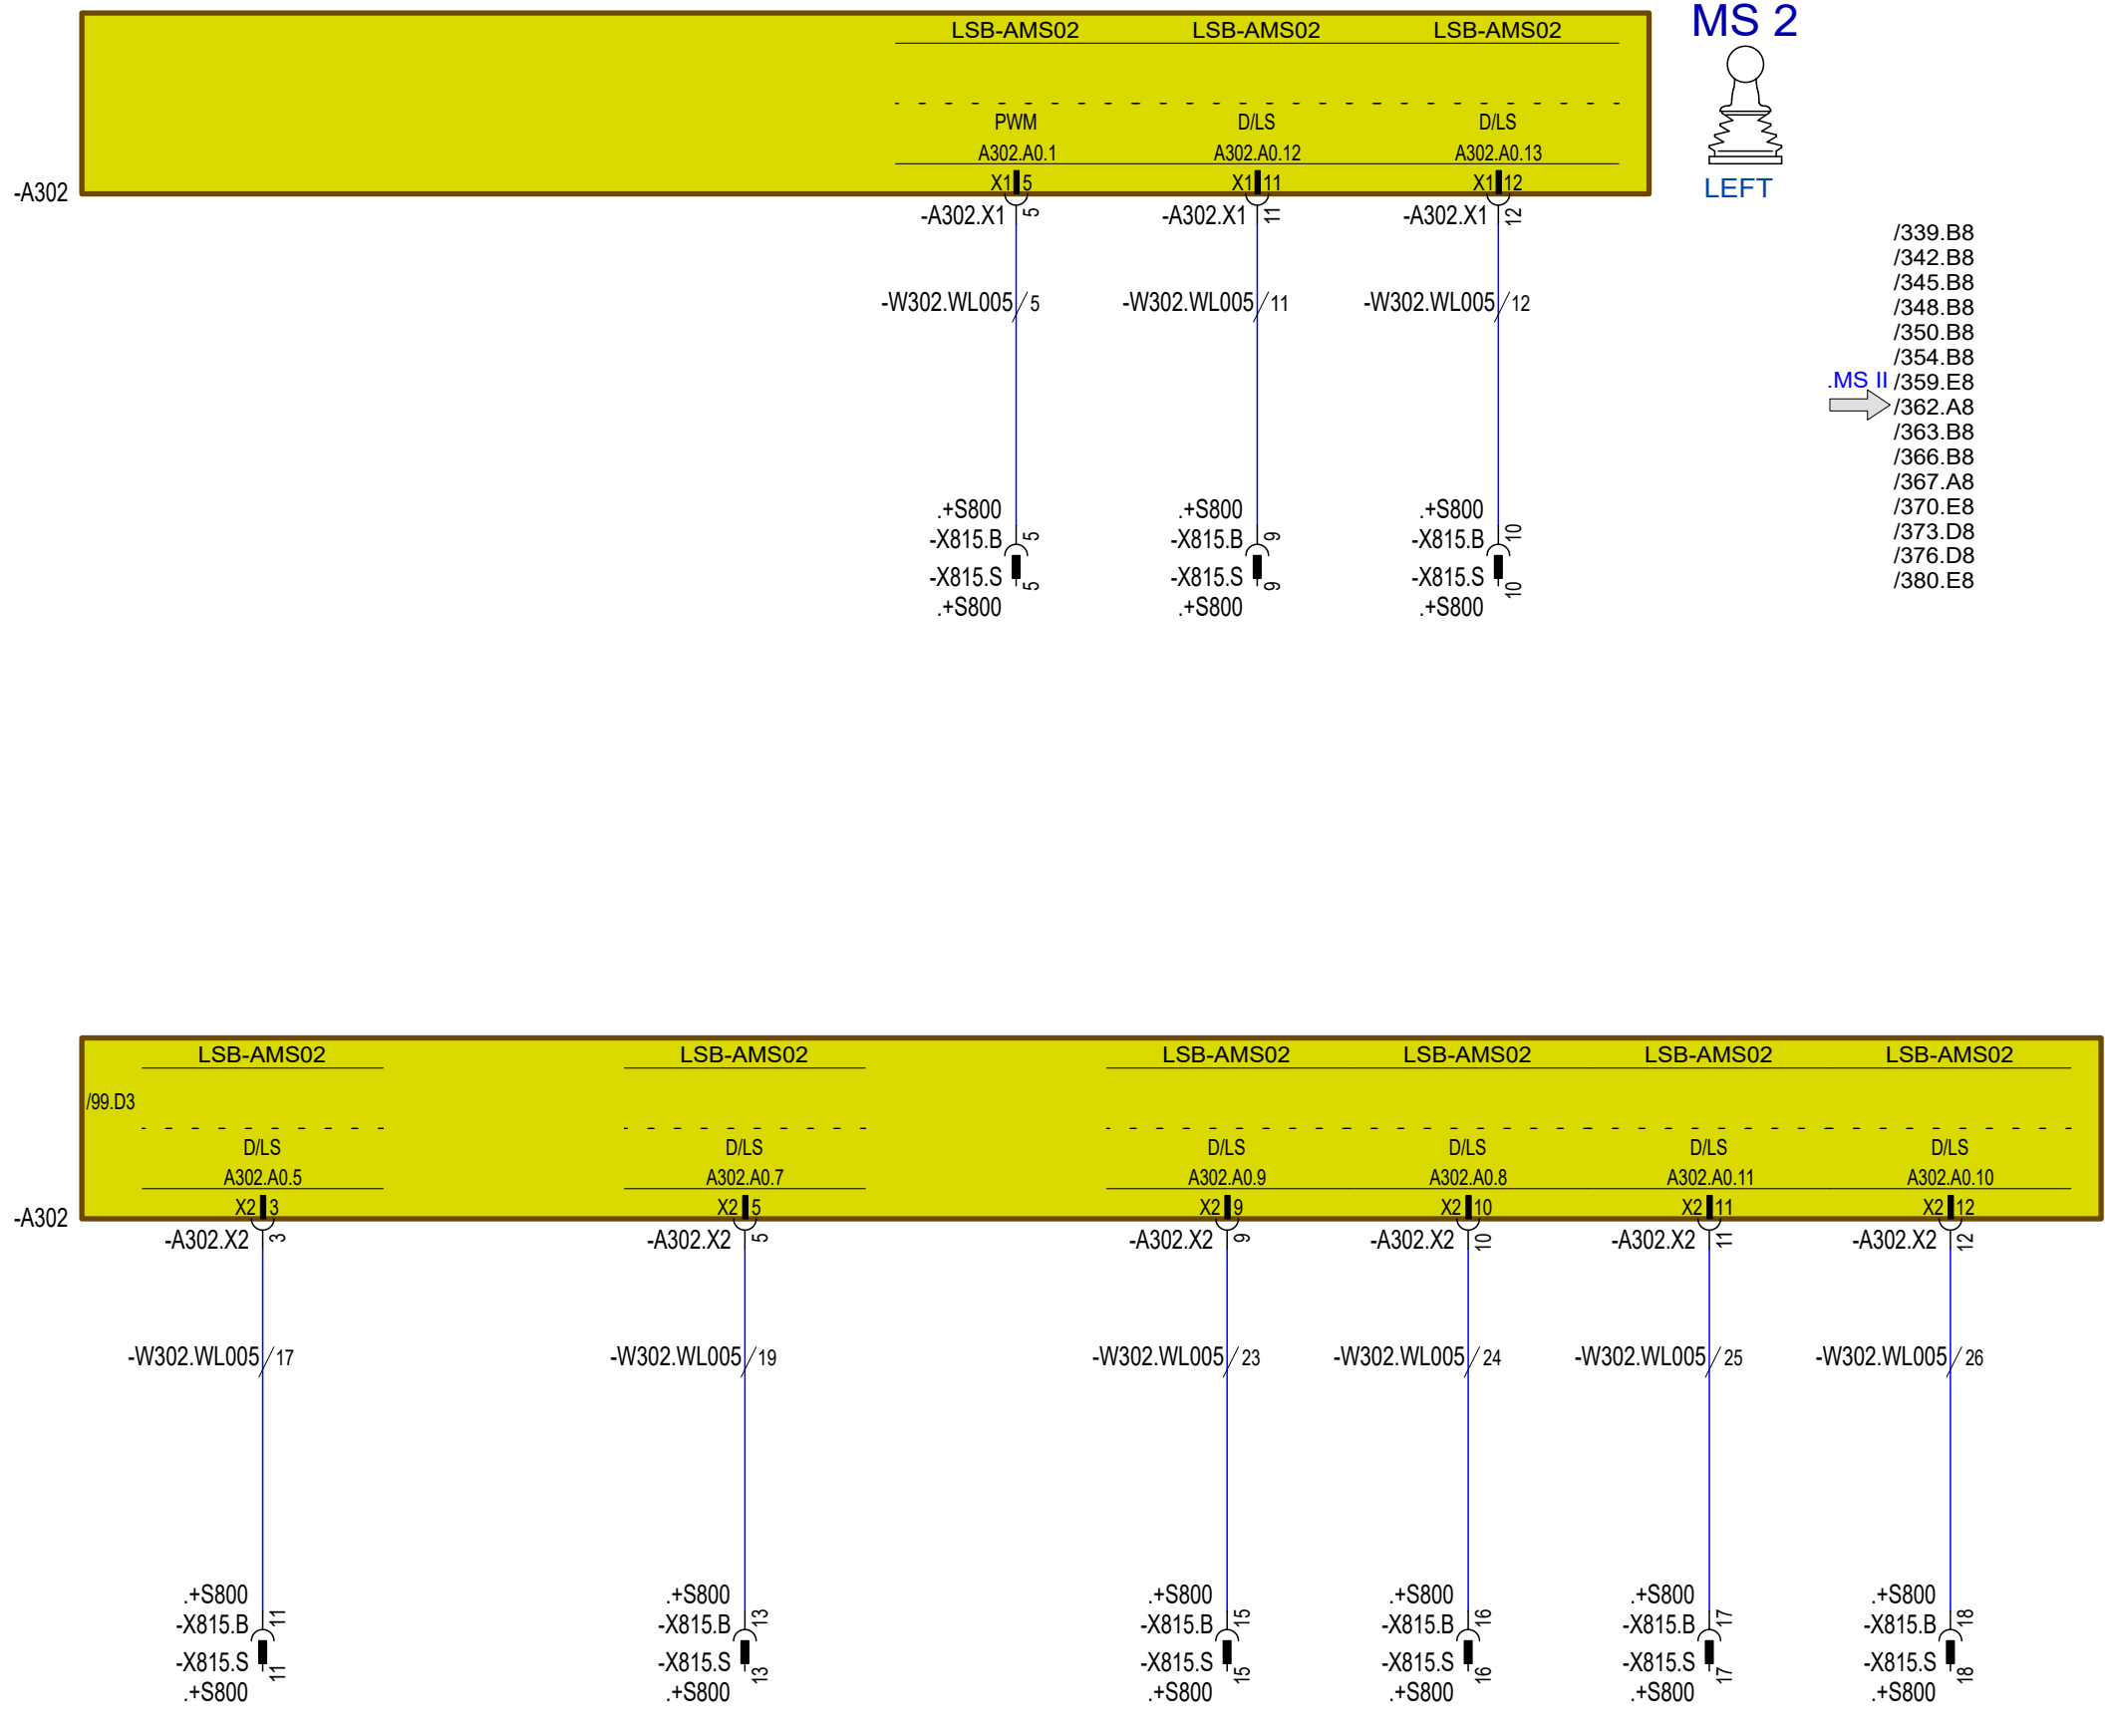 LSB-AMS02 LSB-AMS02 LSB-AMS02 MS 2
PWM D/LS D/LS
A302.A0.1 A302.A0.12 A302.A0.13
X1 5 X1 11 X1 12
-A302 LEFT
-A302.X1 5 -A302.X1 11 -A302.X1 12
/339.B8
/342.B8
/345.B8
-W302.WL005 5 -W302.WL005 11 -W302.WL005 12 /348.B8
/350.B8
/354.B8
.MS II /359.E8
/362.A8
/363.B8
/366.B8
/367.A8
/370.E8
/373.D8
/376.D8
/380.E8
.+S800 .+S800 .+S800
-X815.B 5 -X815.B 9 -X815.B 10
-X815.S 5 -X815.S 9 -X815.S 10
.+S800 .+S800 .+S800
LSB-AMS02 LSB-AMS02 LSB-AMS02 LSB-AMS02 LSB-AMS02 LSB-AMS02
/99.D3
D/LS D/LS D/LS D/LS D/LS D/LS
A302.A0.5 A302.A0.7 A302.A0.9 A302.A0.8 A302.A0.11 A302.A0.10
X2 3 X2 5 X2 9 X2 10 X2 11 X2 12
-A302
-A302.X2 3 -A302.X2 5 -A302.X2 9 -A302.X2 10 -A302.X2 11 -A302.X2 12
-W302.WL005 17 -W302.WL005 19 -W302.WL005 23 -W302.WL005 24 -W302.WL005 25 -W302.WL005 26
.+S800 .+S800 .+S800 .+S800 .+S800 .+S800
-X815.B 11 -X815.B 13 -X815.B 15 -X815.B 16 -X815.B 17 -X815.B 18
-X815.S 11 -X815.S 13 -X815.S 15 -X815.S 16 -X815.S 17 -X815.S 18
.+S800 .+S800 .+S800 .+S800 .+S800 .+S800